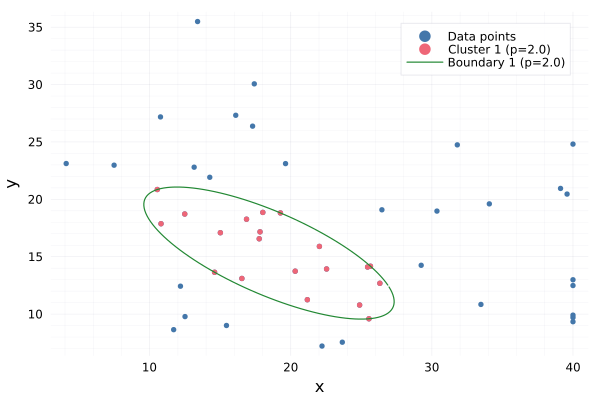 Data points
Cluster 1 (p=2.0)
Boundary 1 (p=2.0)
35
30
25
20
15
10
y
10 20 30 40
x